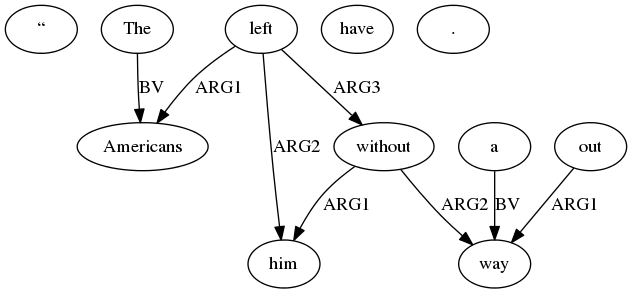 “ The left have .
BV ARG1 ARG3
ARG2
Americans without a out
ARG1 ARG2 BV ARG1
him way